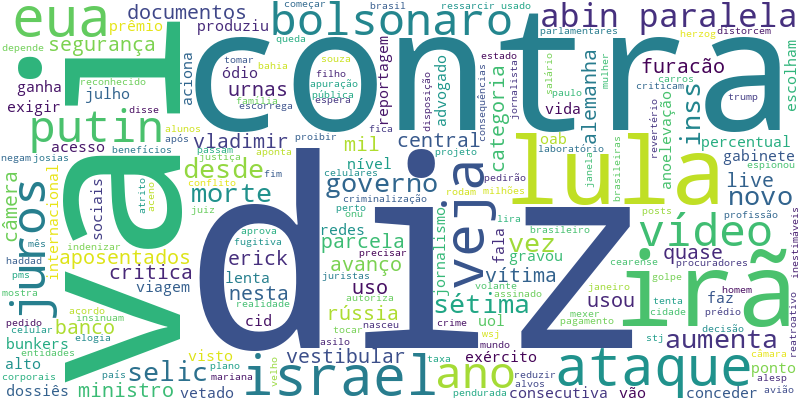 diz
contra
vai
lula
irã
israel
ataque
bolsonaro
eua
putin
juros
veja
vídeo
ano
abin paralela
selic
governo
morte
desde
sétima
aumenta
inss
novo
furacão
urnas
mil
vladimir
central
parcela
avanço
rússia
erick
nesta
vestibular
exército
usou
uso
vez
vítima
gravou
live
quase
percentual
gabinete
anoelevação
alemanha
categoria
oab
vida
advogado
reportagem
jornalismo
documentos
segurança
prêmio
produziu
ódio
aciona
ganha
julho
exigir
acesso
câmera
sociais
internacional
aposentados
critica
viagem
banco
bunkers
alto
dossiês
ministro
vetado
visto
cid
lenta
redes
nível
fala
uol
faz
ponto
conceder
vão
consecutiva
escolham
começar
brasil
ressarcir usado
queda
souza
filho
apuração
pública
espera
escorrega
bahia
família
tomar
depende
reconhecido
disse
alunos
após
benefícios
passam
justiça
negam
josias
mês
indenizar
atrito
aceno
conflito
juiz
aponta
fim
proibir
fica
celulares
projeto
perto
onu
criminalização
precisar
juristas
autoriza
tocar
nasceu
asilo
crime
taxa
aprova
fugitiva
realidade
plano
mariana
velho
país
elogia
acordo
insinuam
celular
entidades
corporais
mostra
pms
haddad
pedido
rodam
milhões
pedirão
lira
brasileiro
volante
assinado
wsj
mundo
reduzir
alvos
pendurada
janeiro
mexer
pagamento
golpe
tenta
cidade
stj
decisão
prédio
homem
câmara
alesp
avião
reatroativo
inestimáveis
procuradores
cearense
posts
profissão
espionou
laboratório
janeja
brasileiras
revertério
carros
criticam
trump
mulher
salário
paulo
estado
jornalistas
consequências
disposição
parlamentares
herzog
distorcem